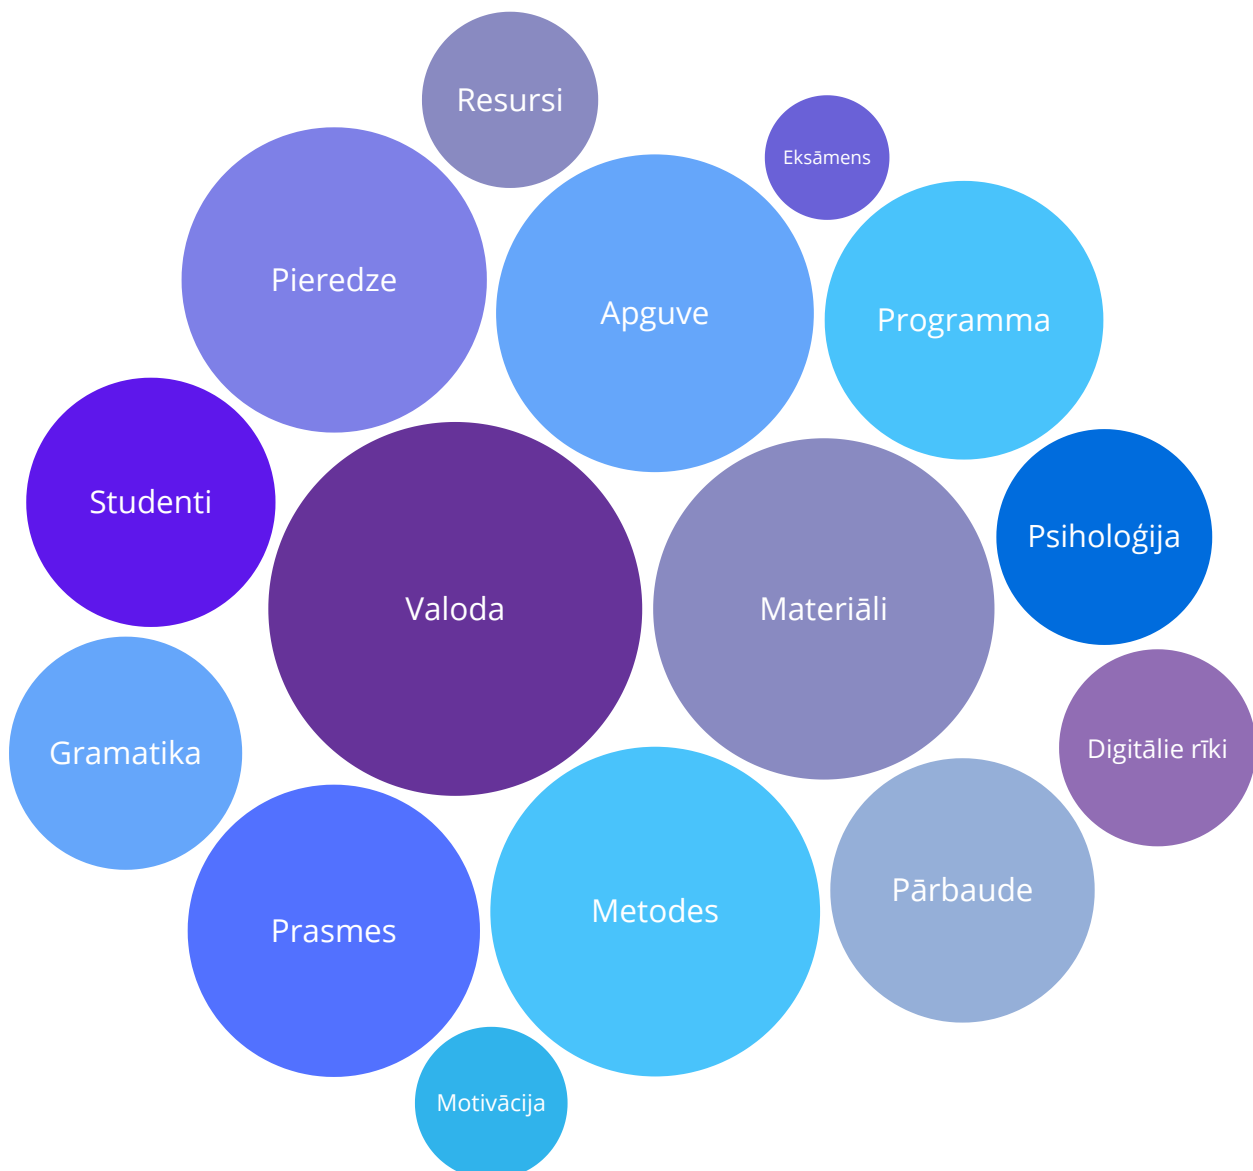 Resursi
Eksāmens
Pieredze
Apguve
Programma
Studenti
Psiholoģija
Valoda
Materiāli
Gramatika
Digitālie rīki
Prasmes
Metodes
Pārbaude
Motivācija